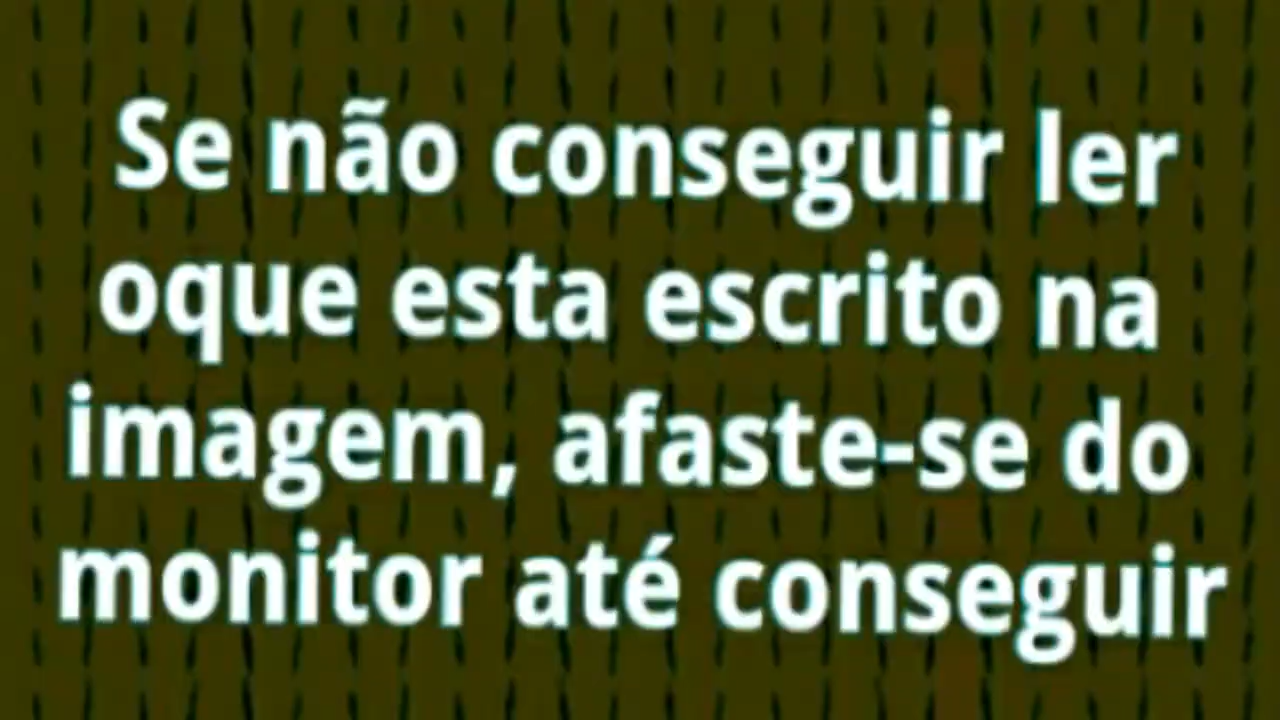 Se não conseguir ler
oque esta escrito na
imagem, afaste-se do
monitor até conseguir